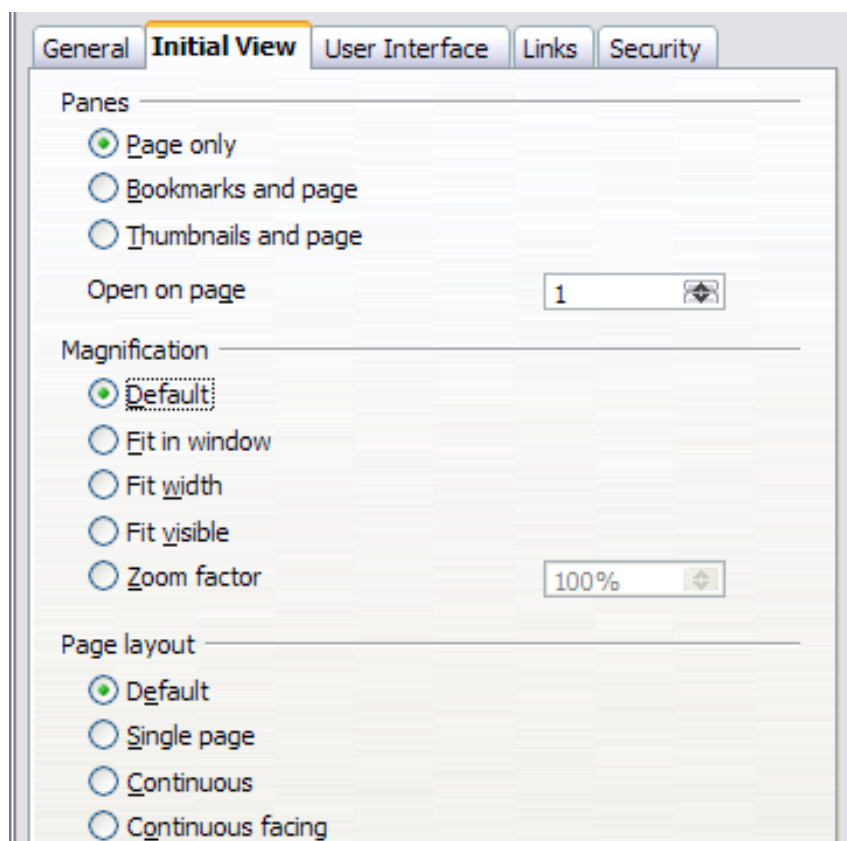 General Initial View User Interface Links Security
Panes
Page only
Bookmarks and page
Thumbnails and page
Open on page 1
Magnification
Default
Fit in window
Fit width
Fit visible
Zoom factor 100%
Page layout
Default
Single page
Continuous
Continuous facing